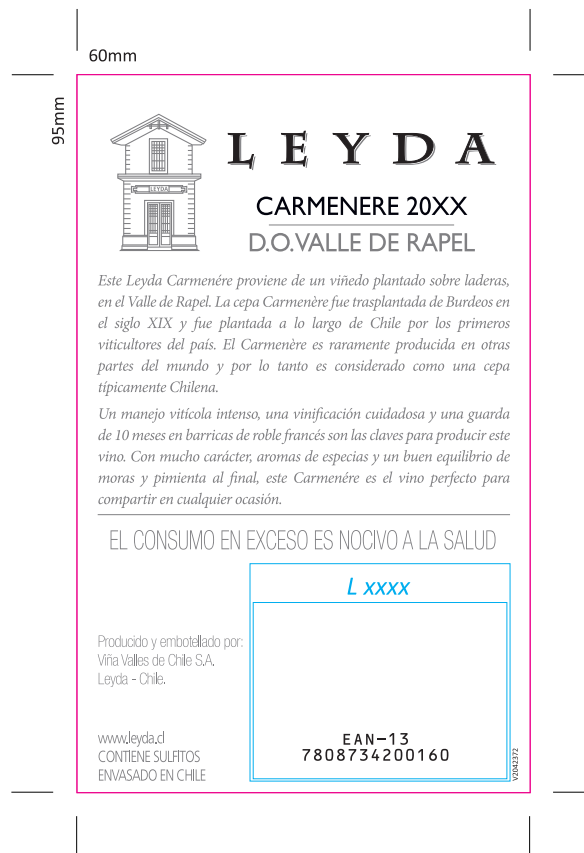 60mm
95mm
LEYDA
LEYDA
CARMENERE 20XX
D.O. VALLE DE RAPEL
Este Leyda Carmenére proviene de un viñedo plantado sobre laderas,
en el Valle de Rapel. La cepa Carmenère fue trasplantada de Burdeos en
el siglo XIX y fue plantada a lo largo de Chile por los primeros
viticultores del país. El Carmenère es raramente producida en otras
partes del mundo y por lo tanto es considerado como una cepa
típicamente Chilena.
Un manejo vitícola intenso, una vinificación cuidadosa y una guarda
de 10 meses en barricas de roble francés son las claves para producir este
vino. Con mucho carácter, aromas de especias y un buen equilibrio de
moras y pimienta al final, este Carmenére es el vino perfecto para
compartir en cualquier ocasión.
EL CONSUMO EN EXCESO ES NOCIVO A LA SALUD
L xxxx
Producido y embotellado por:
Viña Valles de Chile S.A.
Leyda - Chile.
www.leyda.cl
CONTIENE SULFITOS
ENVASADO EN CHILE
EAN-13
7808734200160
V2042372